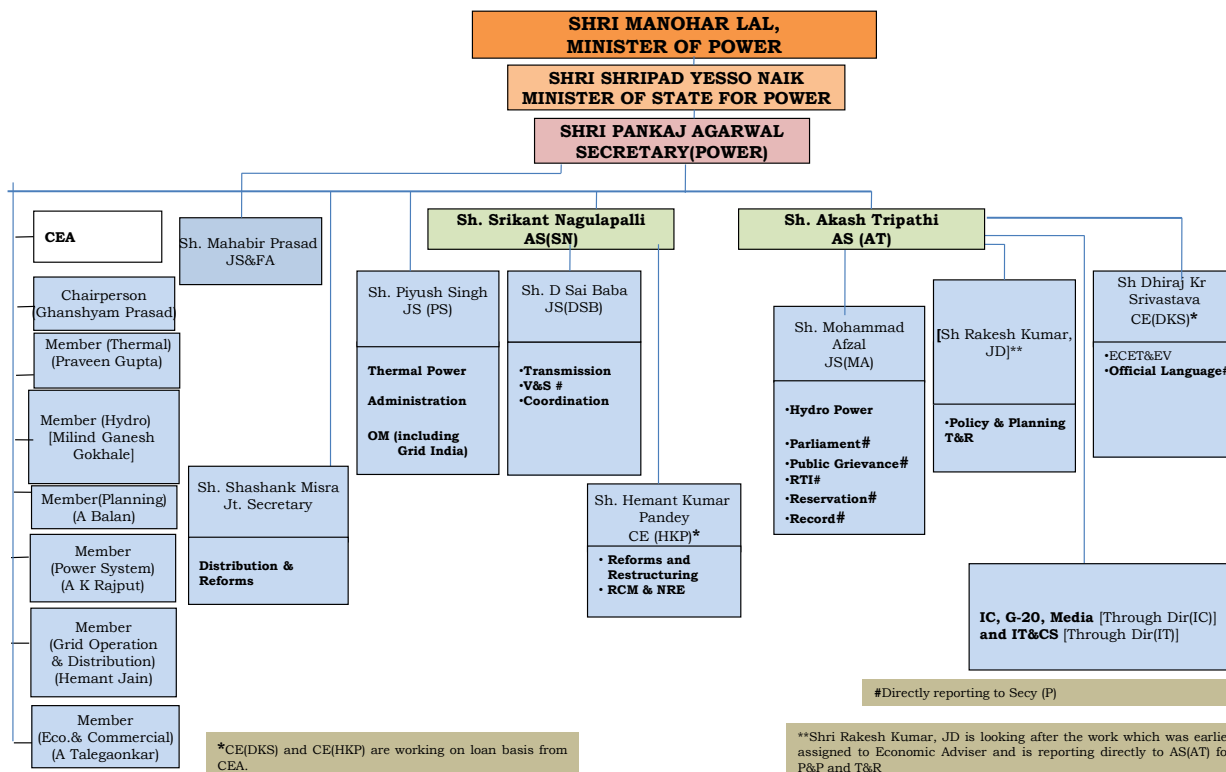 SHRI MANOHAR LAL,
MINISTER OF POWER
SHRI SHRIPAD YESSO NAIK
MINISTER OF STATE FOR POWER
SHRI PANKAJ AGARWAL
SECRETARY(POWER)
CEA
Chairperson
(Ghanshyam Prasad)
Member (Thermal)
(Praveen Gupta)
Member (Hydro)
[Milind Ganesh
Gokhale]
Member(Planning)
(A Balan)
Member
(Power System)
(A K Rajput)
Member
(Grid Operation
& Distribution)
(Hemant Jain)
Member
(Eco.& Commercial)
(A Talegaonkar)
Sh. Mahabir Prasad
JS&FA
Sh. Shashank Misra
Jt. Secretary
Distribution &
Reforms
Sh. Srikant Nagulapalli
AS(SN)
Sh. Piyush Singh
JS (PS)
Thermal Power
Administration
OM (including
Grid India)
Sh. D Sai Baba
JS(DSB)
•Transmission
•V&S #
•Coordination
Sh. Hemant Kumar
Pandey
CE (HKP)*
• Reforms and
Restructuring
• RCM & NRE
Sh. Akash Tripathi
AS (AT)
Sh. Mohammad
Afzal
JS(MA)
•Hydro Power
•Parliament#
•Public Grievance#
•RTI#
•Reservation#
•Record#
[Sh Rakesh Kumar,
JD]**
•Policy & Planning
T&R
Sh Dhiraj Kr
Srivastava
CE(DKS)*
•ECET&EV
•Official Language#
IC, G-20, Media [Through Dir(IC)]
and IT&CS [Through Dir(IT)]
#Directly reporting to Secy (P)
*CE(DKS) and CE(HKP) are working on loan basis from
CEA.
**Shri Rakesh Kumar, JD is looking after the work which was earlie
assigned to Economic Adviser and is reporting directly to AS(AT) fo
P&P and T&R